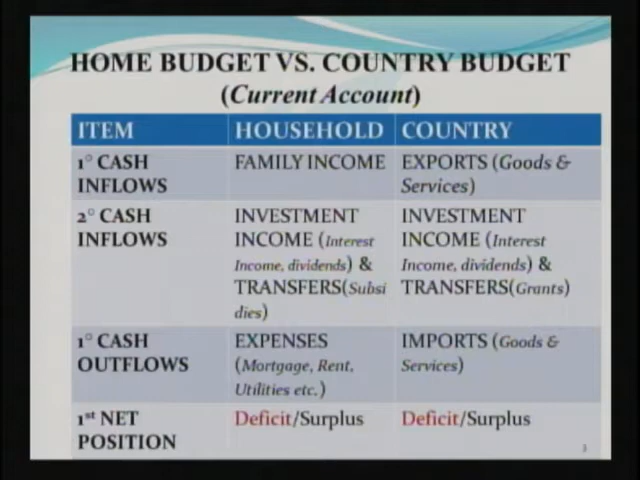 HOME BUDGET VS. COUNTRY BUDGET
(Current Account)
ITEM HOUSEHOLD COUNTRY
1° CASH INFLOWS
FAMILY INCOME
EXPORTS (Goods &
Services)
2° CASH
INFLOWS
INVESTMENT
INCOME (Interest
Income, dividends) &
TRANSFERS(Subsi
dies)
INVESTMENT
INCOME (Interest
Income, dividends) &
TRANSFERS(Grants)
1° CASH
OUTFLOWS
EXPENSES
(Mortgage, Rent,
Utilities etc.)
IMPORTS (Goods &
Services)
1st NET
POSITION
Deficit/Surplus
Deficit/Surplus
3